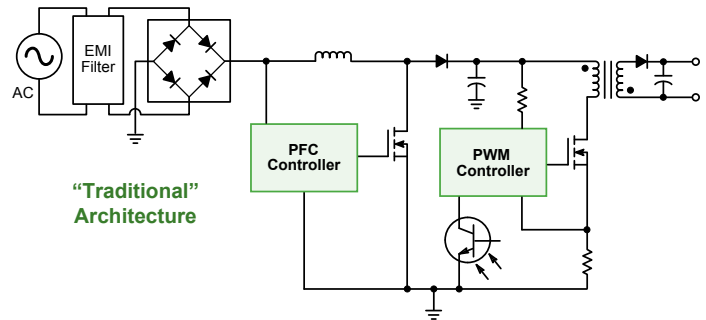 EMI
Filter
AC
PFC
Controller
PWM
Controller
“Traditional”
Architecture